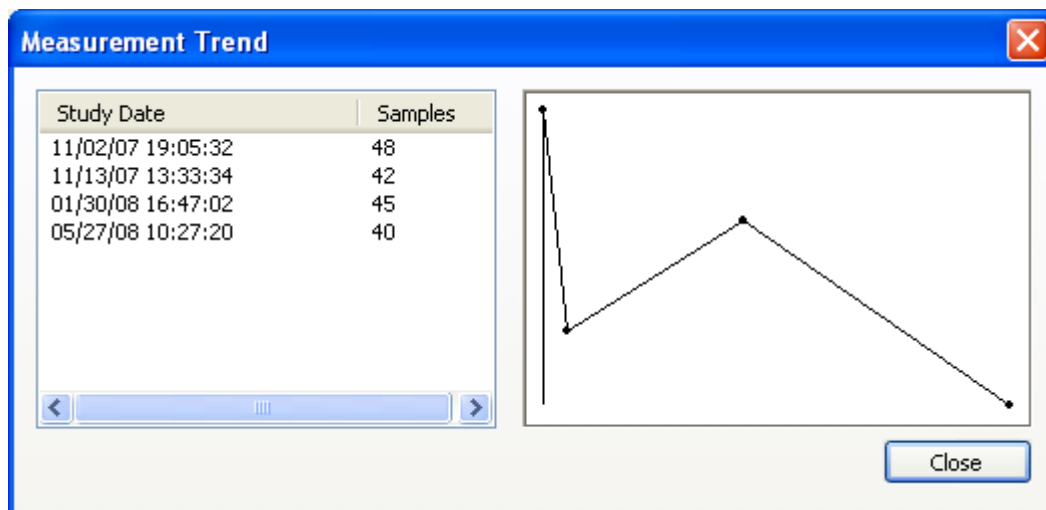 Measurement Trend
Study Date Samples
11/02/07 19:05:32 48
11/13/07 13:33:34 42
01/30/08 16:47:02 45
05/27/08 10:27:20 40
Close